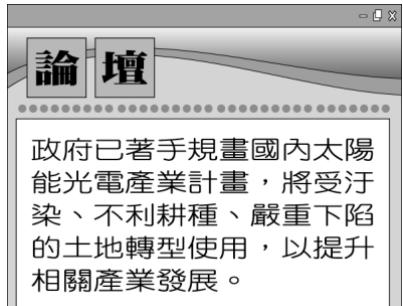 論壇
政府已著手規畫國內太陽
能光電產業計畫，將受汙
染、不利耕種、嚴重下陷
的土地轉型使用，以提升
相關產業發展。